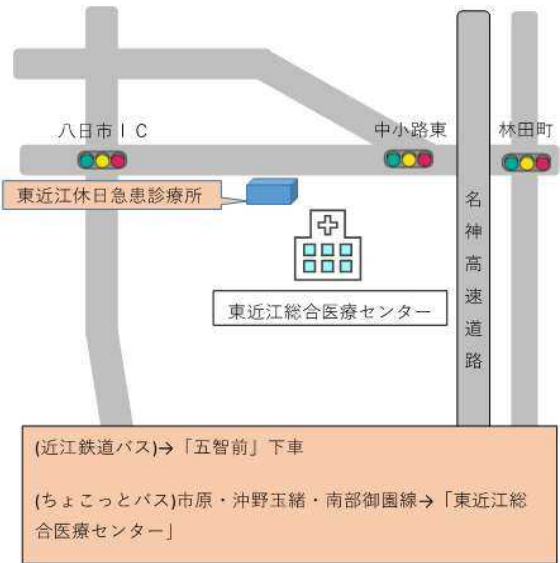 八日市ＩＣ
中小路東
林田町
東近江休日急患診療所
東近江総合医療センター
名神高速道路
(近江鉄道バス)→「五智前」下車
(ちょこっとバス)市原・沖野玉緒・南部御園線→「東近江総
合医療センター」